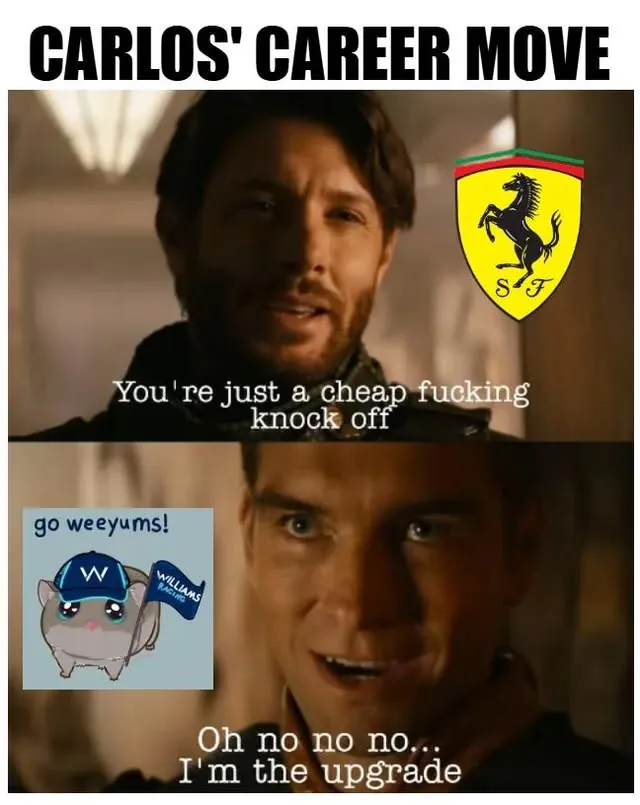 CARLOS' CAREER MOVE
S F
You're just a cheap fucking
knock off
go weeyums!
W
WILLIAMS
RACING
Oh no no no...
I'm the upgrade